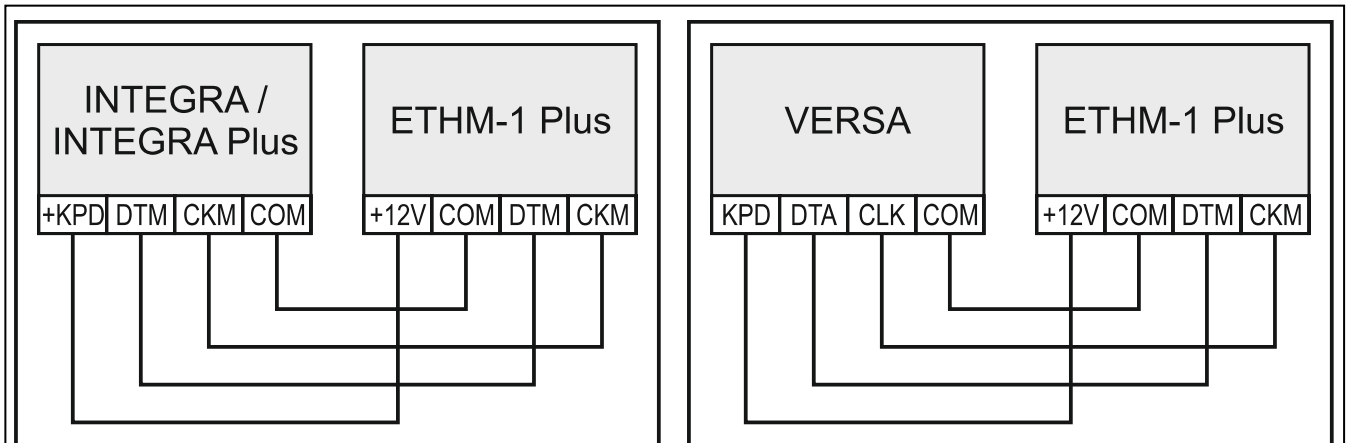 INTEGRA /
INTEGRA Plus
ETHM-1 Plus
+KPD DTM CKM COM
+12V COM DTM CKM
VERSA
ETHM-1 Plus
KPD DTA CLK COM
+12V COM DTM CKM